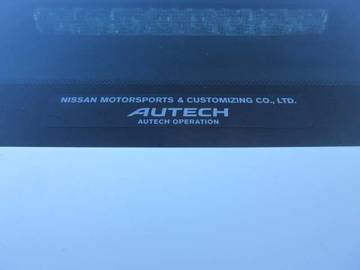 NISSAN MOTORSPORTS & CUSTOMIZING CO., LTD.
AUTECH
AUTECH OPERATION